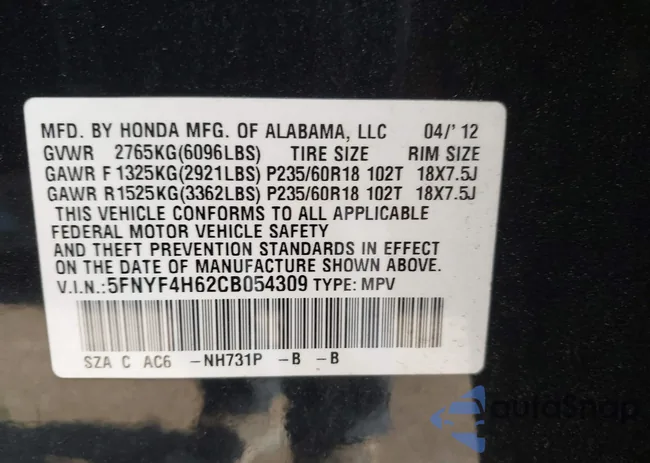 MFD. BY HONDA MFG. OF ALABAMA, LLC 04/' 12
GVWR 2765KG(6096LBS) TIRE SIZE RIM SIZE
GAWR F 1325KG(2921LBS) P235/60R18 102T 18X7.5J
GAWR R1525KG(3362LBS) P235/60R18 102T 18X7.5J
THIS VEHICLE CONFORMS TO ALL APPLICABLE
FEDERAL MOTOR VEHICLE SAFETY
AND THEFT PREVENTION STANDARDS IN EFFECT
ON THE DATE OF MANUFACTURE SHOWN ABOVE.
V.I.N.:5FNYF4H62CB054309 TYPE: MPV
SZA C AC6 -NH731P -B -B
autoSnap